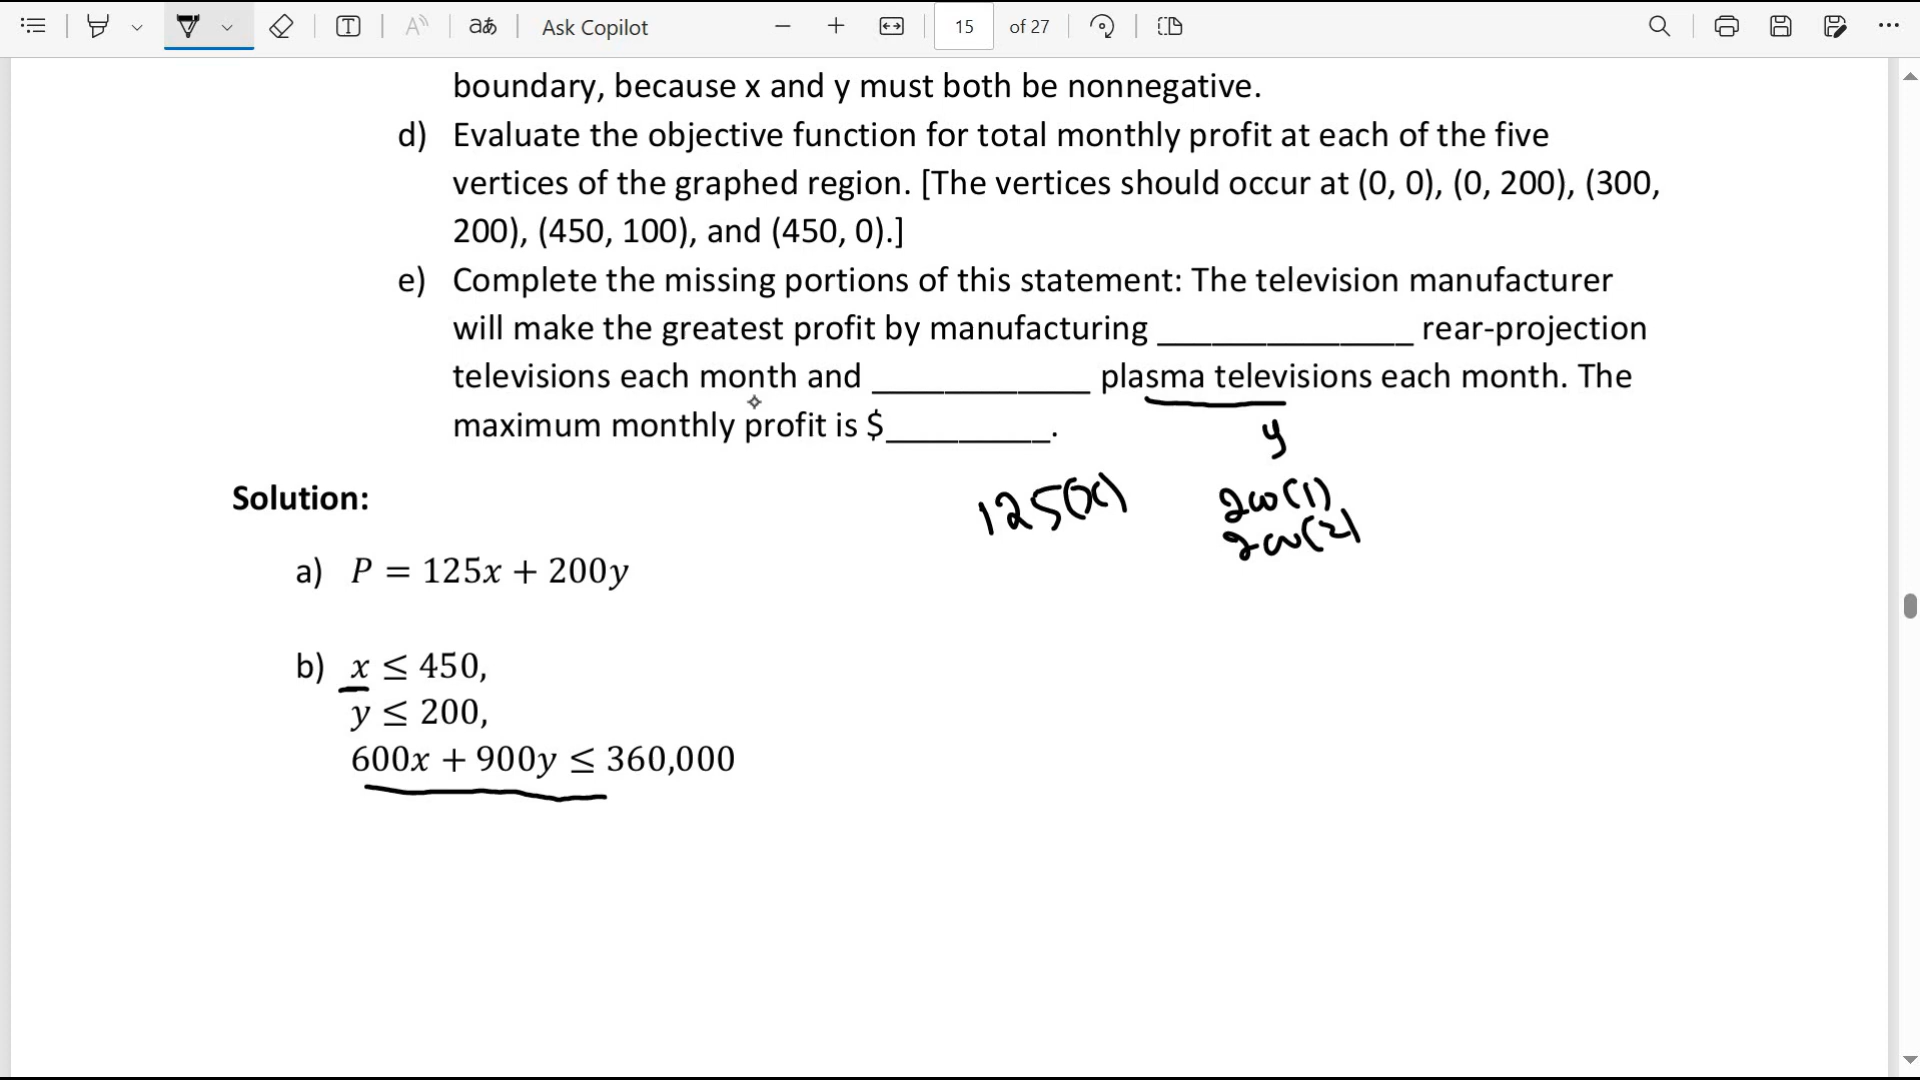 aあ Ask Copilot 15 of 27
boundary, because x and y must both be nonnegative.
d) Evaluate the objective function for total monthly profit at each of the five
vertices of the graphed region. [The vertices should occur at (0, 0), (0, 200), (300,
200), (450, 100), and (450, 0).]
e) Complete the missing portions of this statement: The television manufacturer
will make the greatest profit by manufacturing ______________ rear-projection
televisions each month and ____________ plasma televisions each month. The
maximum monthly profit is $_________.
y
Solution:
125(x) 200(1)
200(2)
a) P = 125x + 200y
b) x ≤ 450,
y ≤ 200,
600x + 900y ≤ 360,000